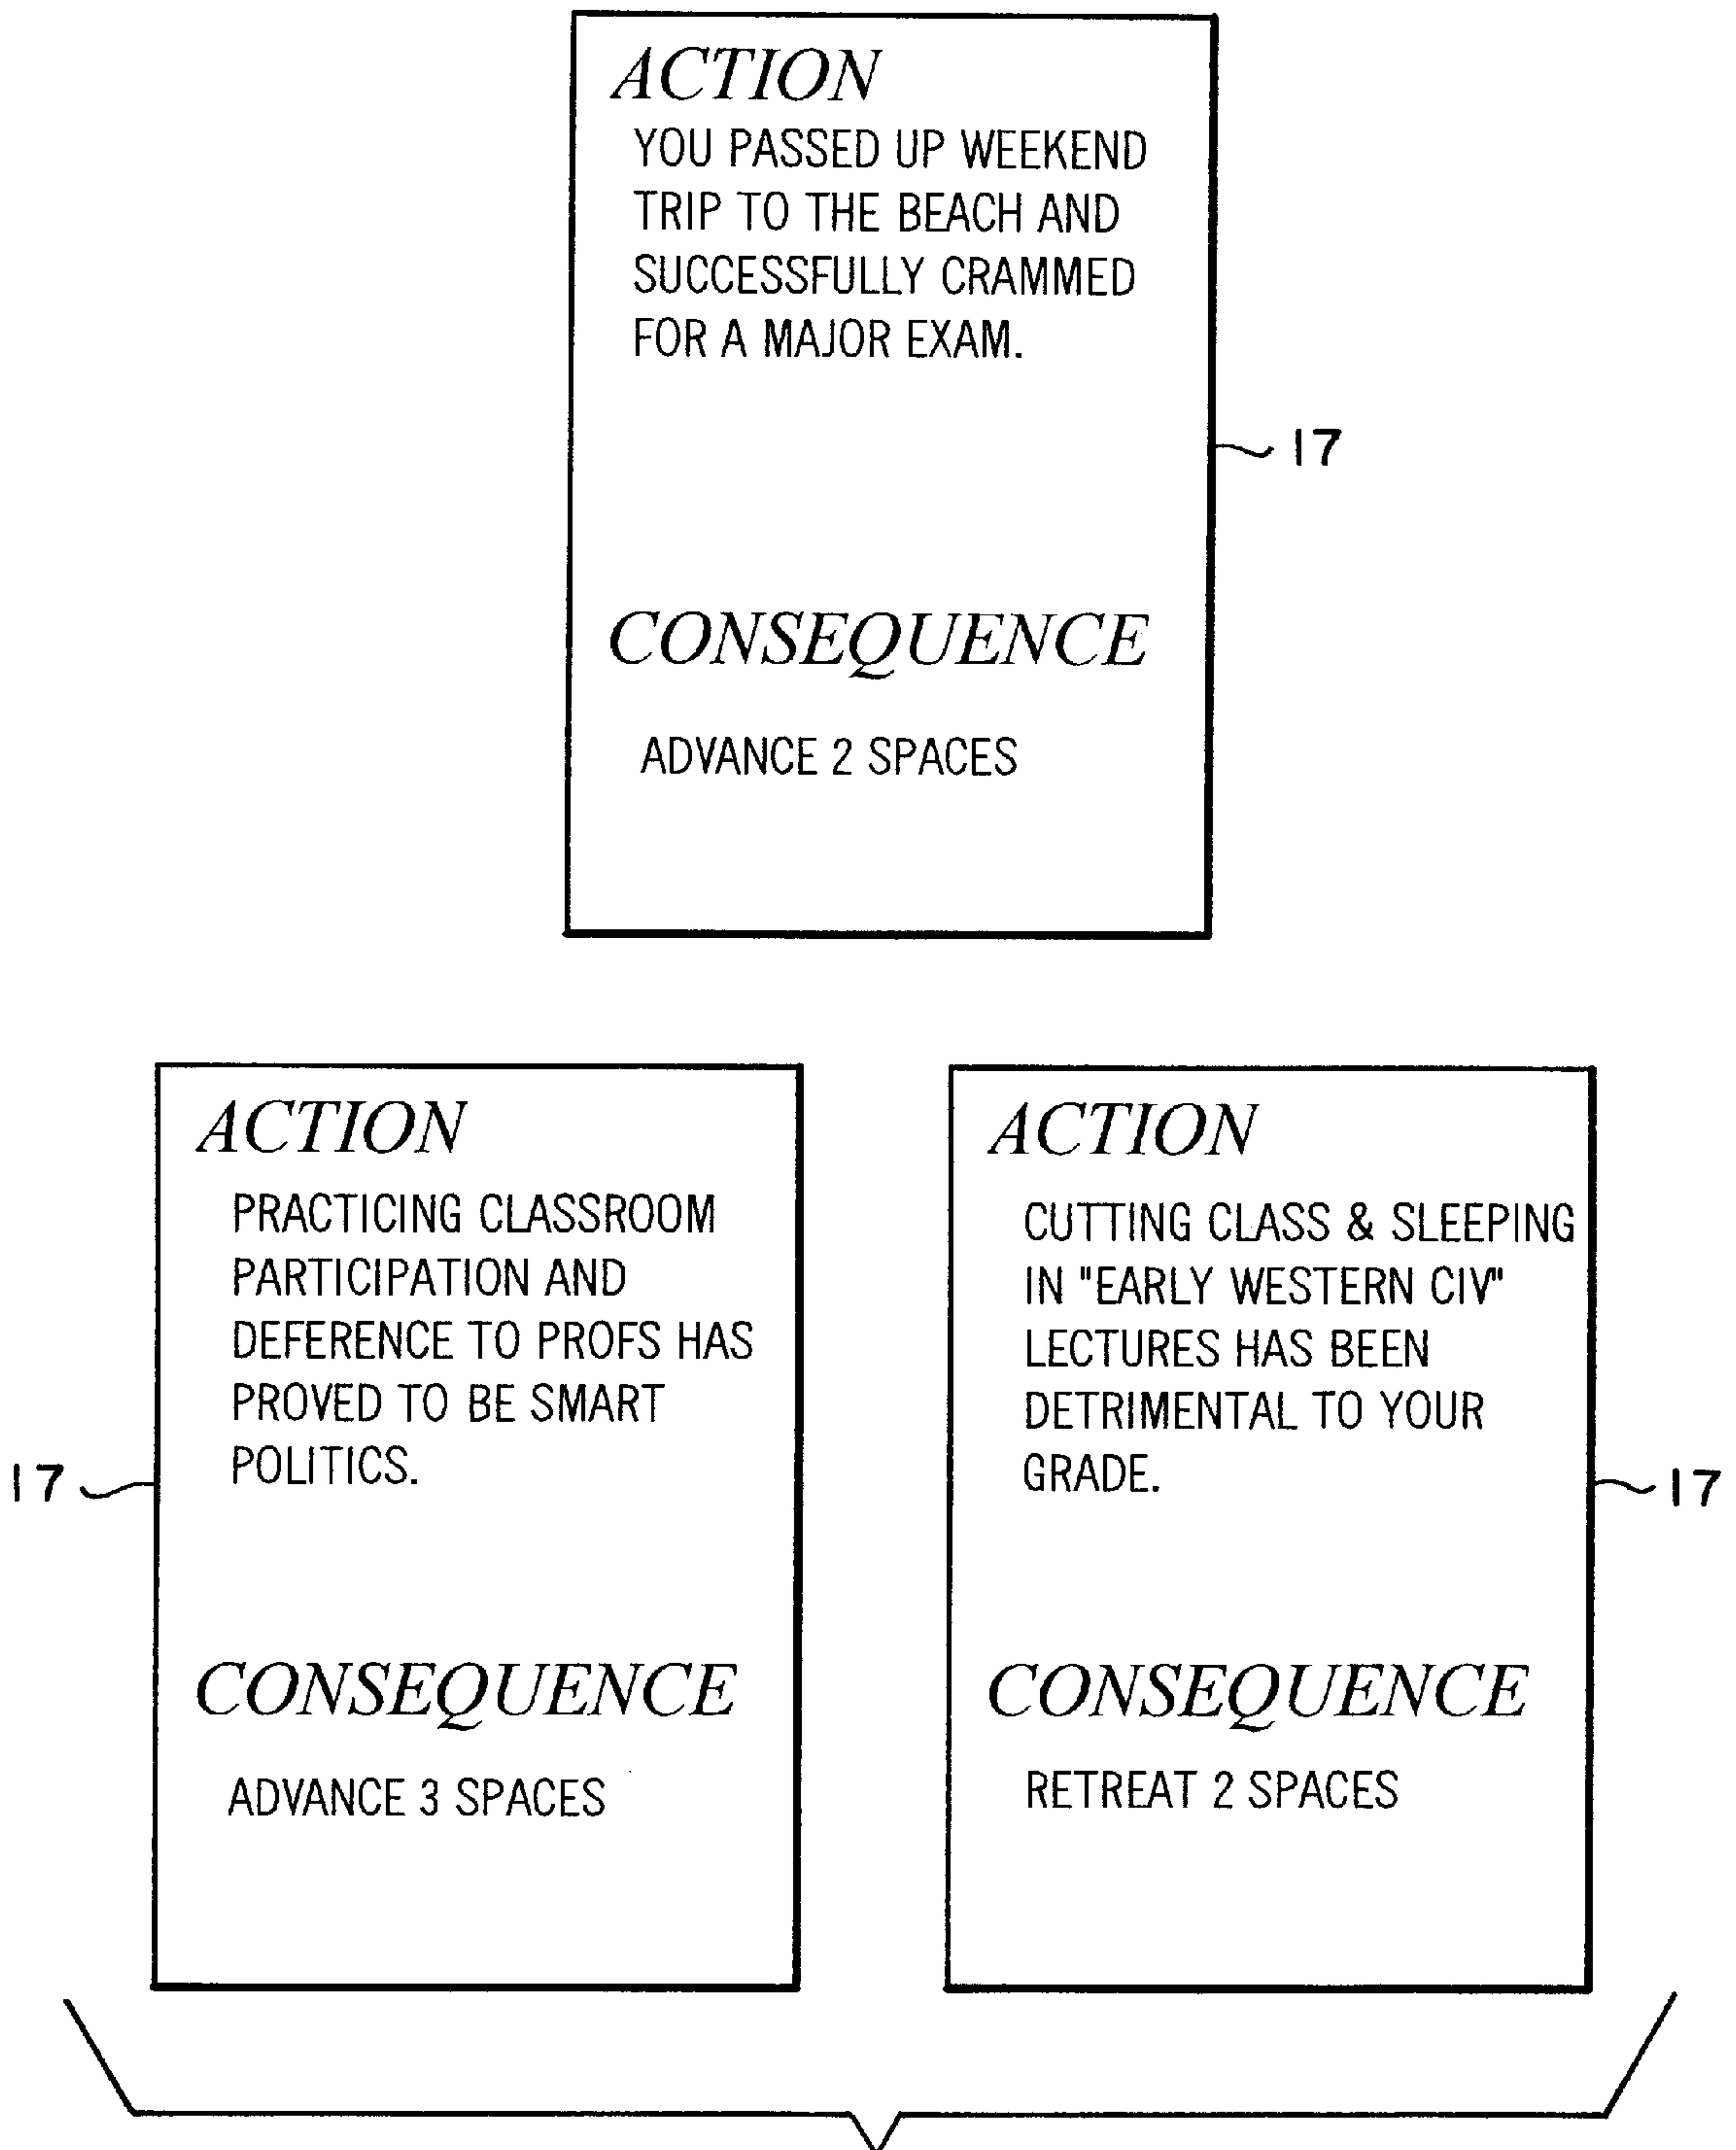 ACTION
YOU PASSED UP WEEKEND
TRIP TO THE BEACH AND
SUCCESSFULLY CRAMMED
FOR A MAJOR EXAM.
17
CONSEQUENCE
ADVANCE 2 SPACES
ACTION
PRACTICING CLASSROOM
PARTICIPATION AND
DEFERENCE TO PROFS HAS
PROVED TO BE SMART
POLITICS.
17
CONSEQUENCE
ADVANCE 3 SPACES
ACTION
CUTTING CLASS & SLEEPING
IN "EARLY WESTERN CIV"
LECTURES HAS BEEN
DETRIMENTAL TO YOUR
GRADE.
17
CONSEQUENCE
RETREAT 2 SPACES